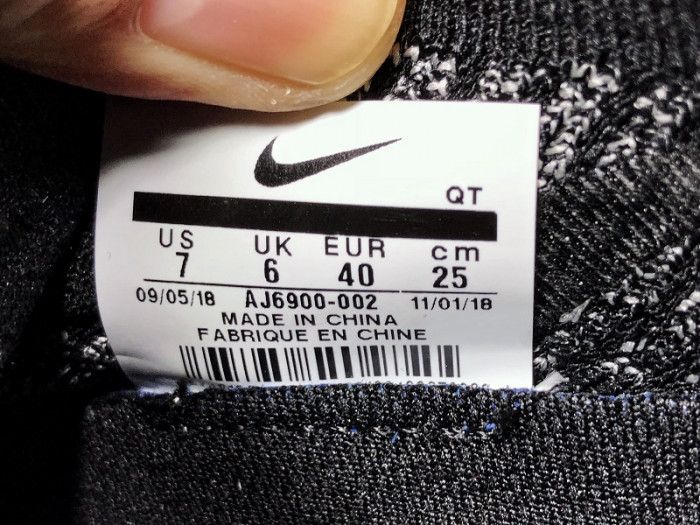 QT
US UK EUR cm
7 6 40 25
09/05/18 AJ6900-002 11/01/18
MADE IN CHINA
FABRIQUE EN CHINE